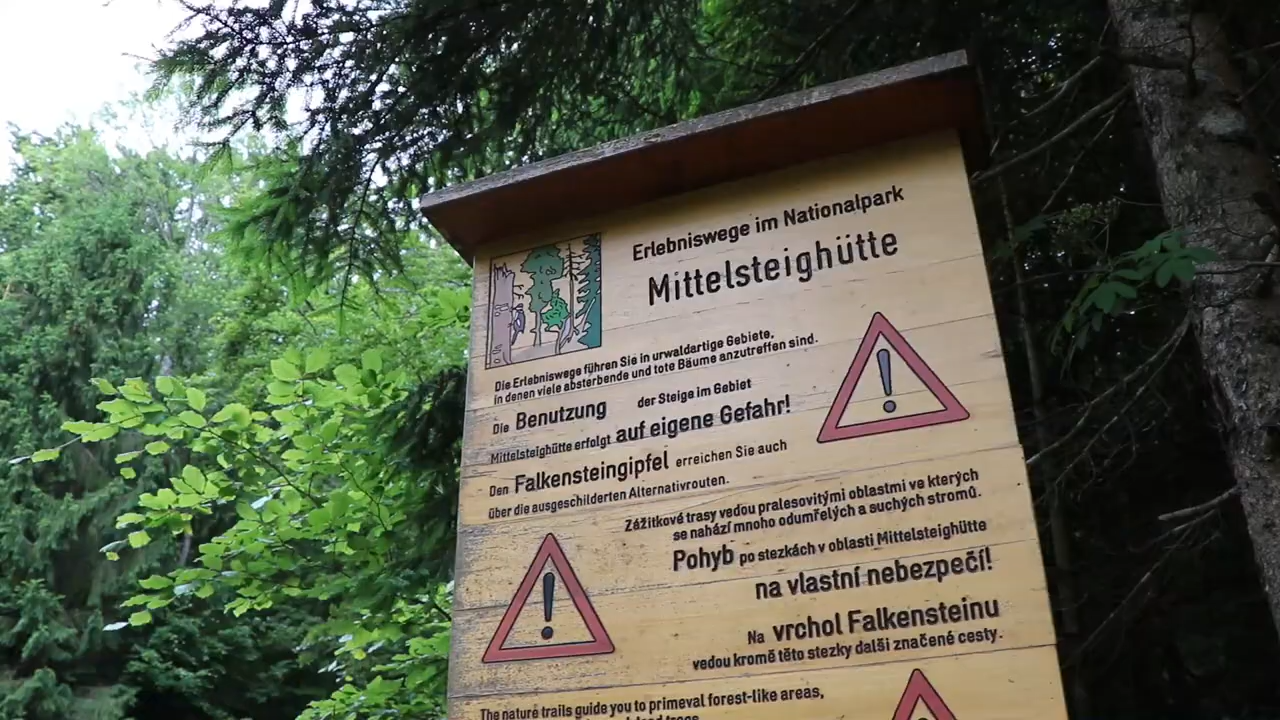 Erlebniswege im Nationalpark
Mittelsteighütte
Die Erlebniswege führen Sie in urwaldartige Gebiete,
in denen viele absterbende und tote Bäume anzutreffen sind.
Die Benutzung der Steige im Gebiet
Mittelsteighütte erfolgt auf eigene Gefahr!
Den Falkensteingipfel erreichen Sie auch
über die ausgeschilderten Alternativrouten.
Zážitkové trasy vedou pralesovitými oblastmi ve kterých
se nahází mnoho odumřelých a suchých stromů.
Pohyb po stezkách v oblasti Mittelsteighütte
na vlastní nebezpečí!
Na vrchol Falkensteinu
vedou kromě této stezky další značené cesty.
The nature trails guide you to primeval forest-like areas,